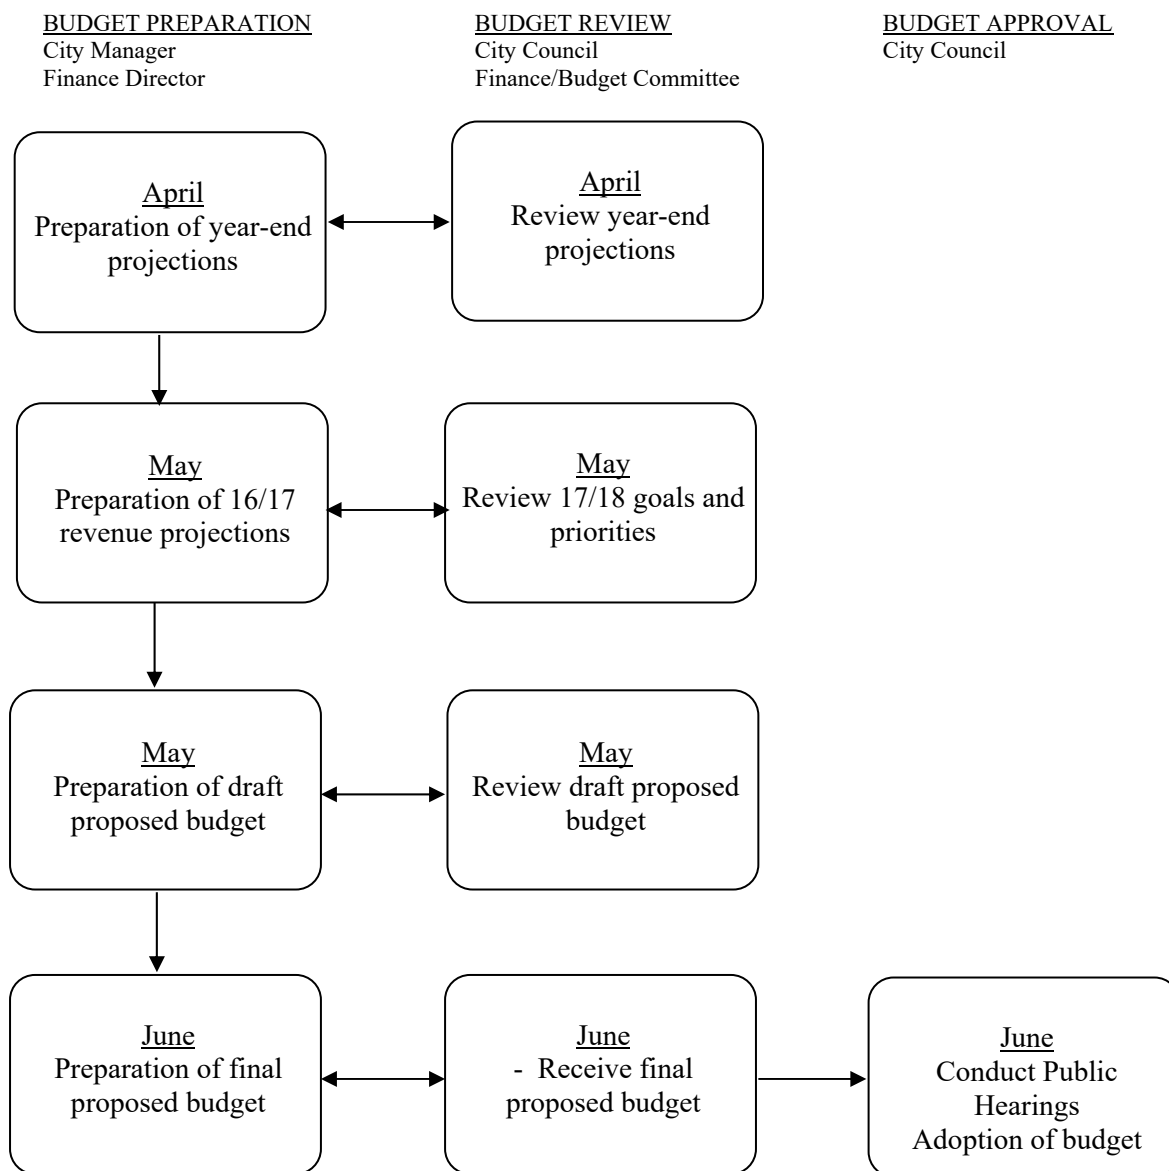 BUDGET PREPARATION
City Manager
Finance Director
BUDGET REVIEW
City Council
Finance/Budget Committee
BUDGET APPROVAL
City Council
April
Preparation of year-end
projections
April
Review year-end
projections
May
Preparation of 16/17
revenue projections
May
Review 17/18 goals and
priorities
May
Preparation of draft
proposed budget
May
Review draft proposed
budget
June
Preparation of final
proposed budget
June
- Receive final
proposed budget
June
Conduct Public
Hearings
Adoption of budget